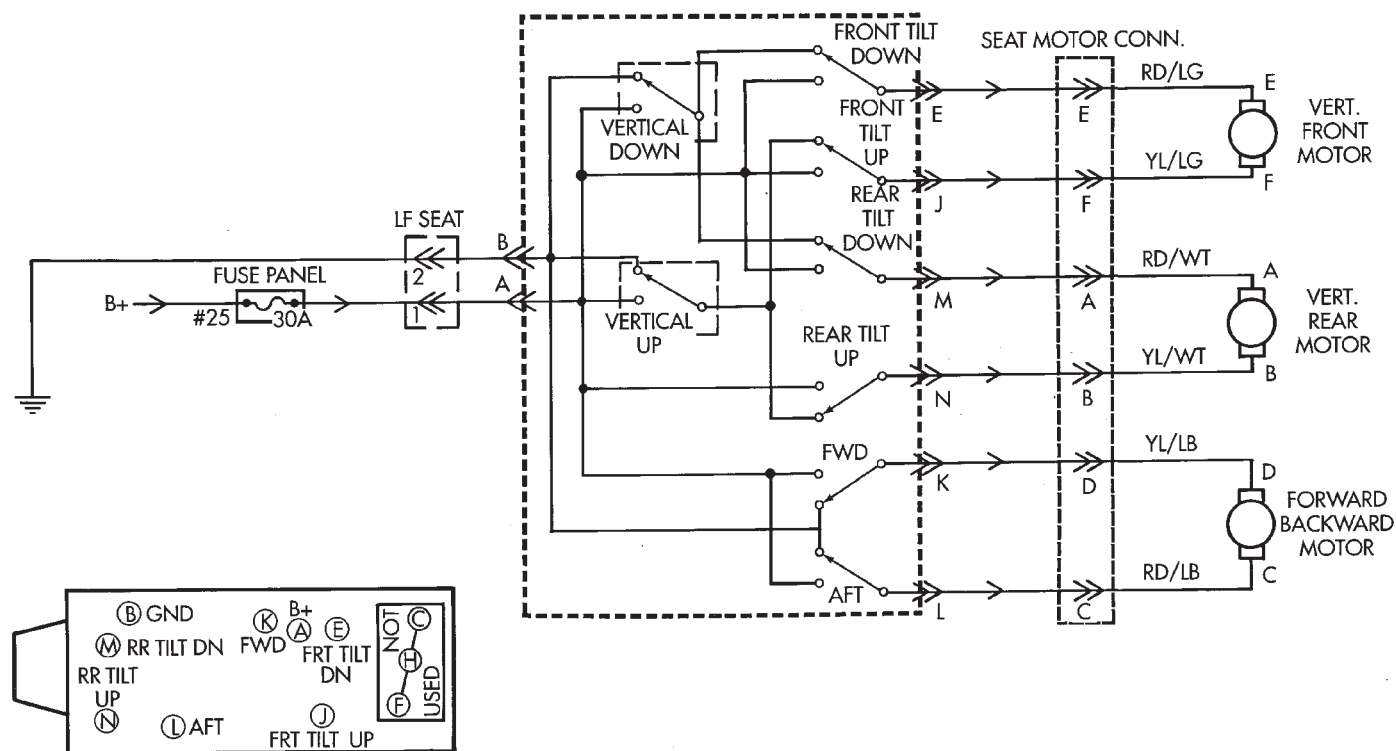 FRONT TILT
DOWN
SEAT MOTOR CONN.
RD/LG
E
VERT.
FRONT
MOTOR
E
E
FRONT
TILT
UP
VERTICAL
DOWN
YL/LG
F
J
F
REAR
TILT
DOWN
LF SEAT
B
2
A
FUSE PANEL
B+
#25
30A
1
VERTICAL
UP
RD/WT
A
M
A
VERT.
REAR
MOTOR
REAR TILT
UP
YL/WT
B
N
B
FWD
YL/LB
D
K
D
FORWARD
BACKWARD
MOTOR
AFT
RD/LB
C
L
C
B GND
K
FWD
B+
A
E
FRT TILT
DN
M RR TILT DN
RR TILT
UP
N
L AFT
J
FRT TILT UP
NOT
USED
C
H
F